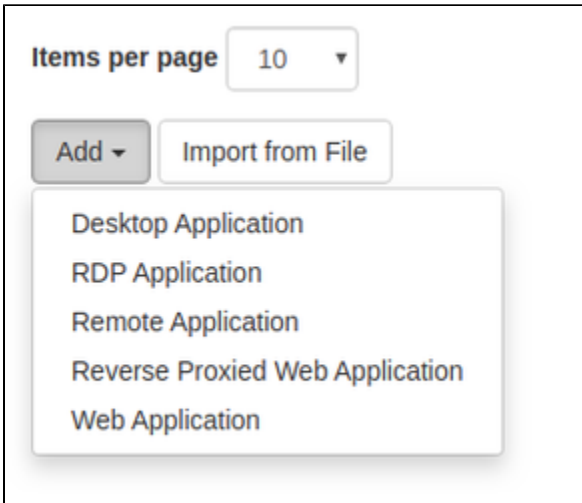 Items per page 10
Add Import from File
Desktop Application
RDP Application
Remote Application
Reverse Proxied Web Application
Web Application